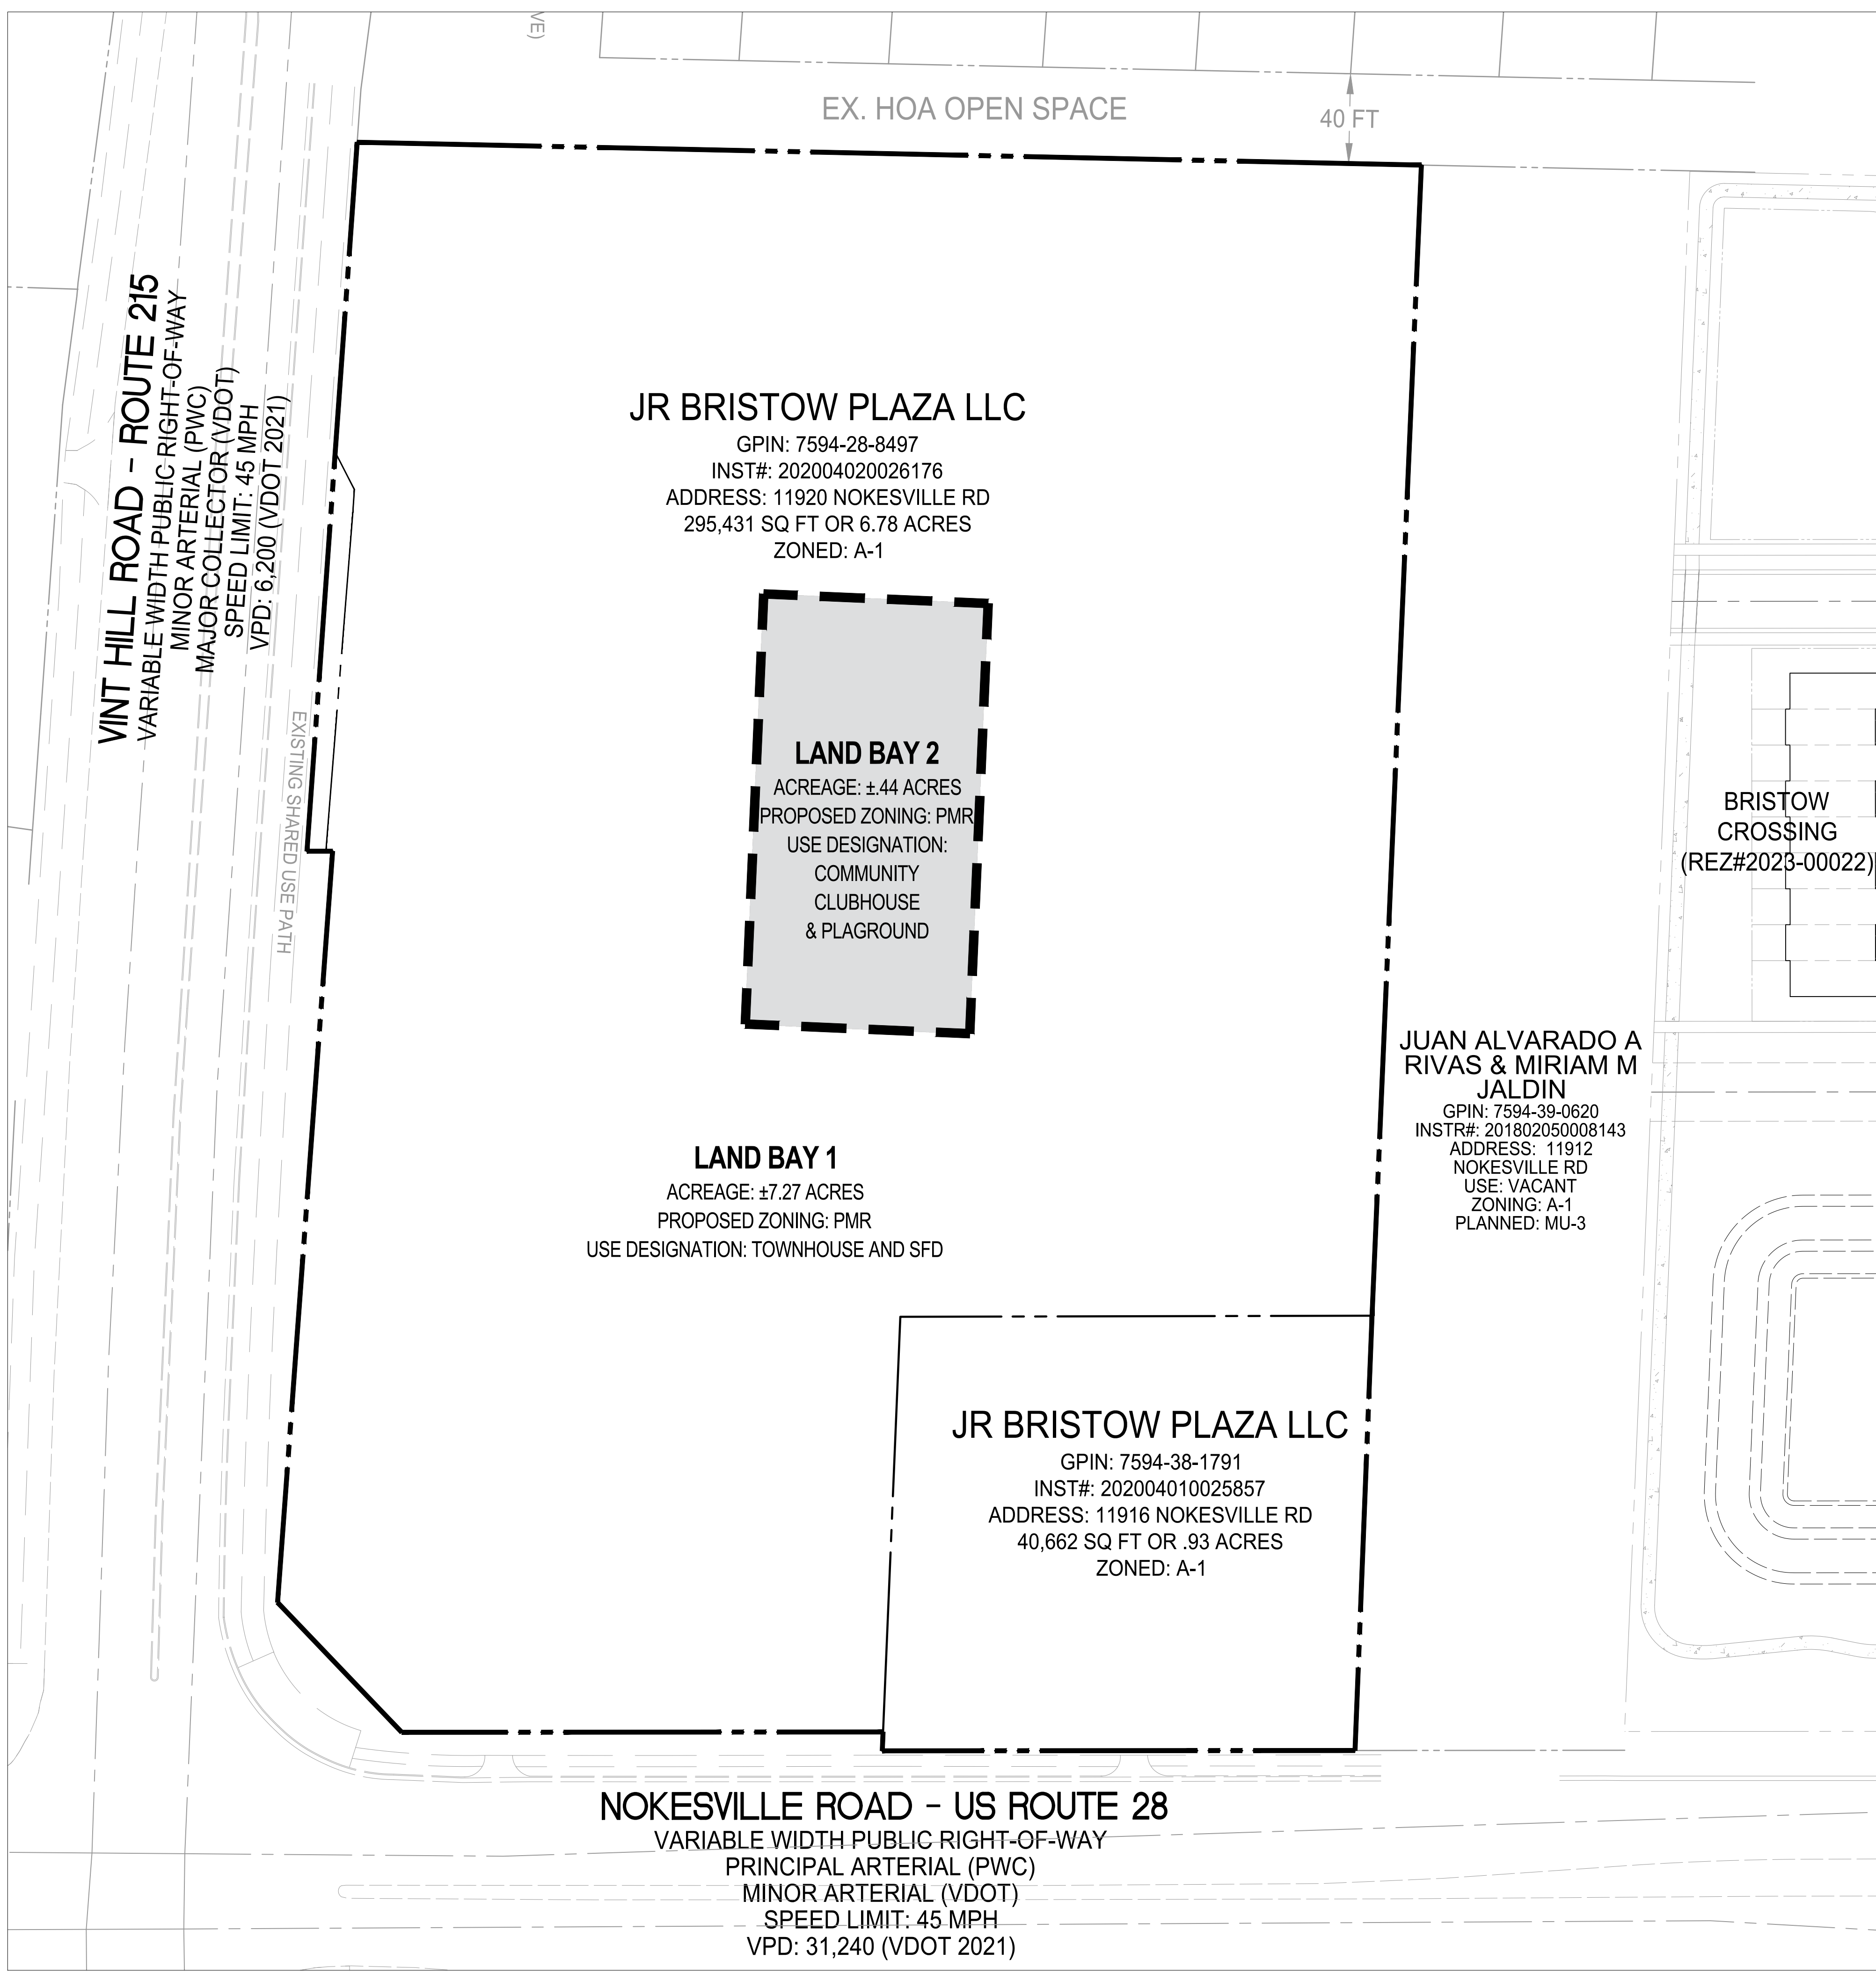 VE)
EX. HOA OPEN SPACE
40 FT
VINT HILL ROAD - ROUTE 215
VARIABLE WIDTH PUBLIC RIGHT-OF-WAY
MINOR ARTERIAL (PWC)
MAJOR COLLECTOR (VDOT)
SPEED LIMIT: 45 MPH
VPD: 6,200 (VDOT 2021)
EXISTING SHARED USE PATH
JR BRISTOW PLAZA LLC
GPIN: 7594-28-8497
INST#: 202004020026176
ADDRESS: 11920 NOKESVILLE RD
295,431 SQ FT OR 6.78 ACRES
ZONED: A-1
LAND BAY 2
ACREAGE: ±.44 ACRES
PROPOSED ZONING: PMR
USE DESIGNATION:
COMMUNITY
CLUBHOUSE
& PLAGROUND
BRISTOW
CROSSING
(REZ#2023-00022)
JUAN ALVARADO A
RIVAS & MIRIAM M
JALDIN
GPIN: 7594-39-0620
INSTR#: 201802050008143
ADDRESS: 11912
NOKESVILLE RD
USE: VACANT
ZONING: A-1
PLANNED: MU-3
LAND BAY 1
ACREAGE: ±7.27 ACRES
PROPOSED ZONING: PMR
USE DESIGNATION: TOWNHOUSE AND SFD
JR BRISTOW PLAZA LLC
GPIN: 7594-38-1791
INST#: 202004010025857
ADDRESS: 11916 NOKESVILLE RD
40,662 SQ FT OR .93 ACRES
ZONED: A-1
NOKESVILLE ROAD - US ROUTE 28
VARIABLE WIDTH PUBLIC RIGHT-OF-WAY
PRINCIPAL ARTERIAL (PWC)
MINOR ARTERIAL (VDOT)
SPEED LIMIT: 45 MPH
VPD: 31,240 (VDOT 2021)